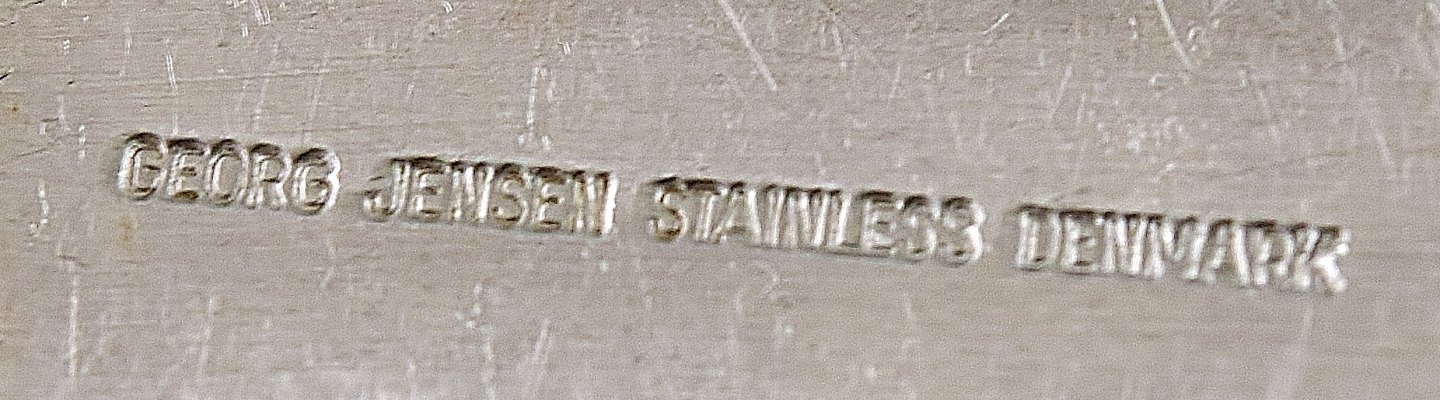 GEORG JENSEN STAINLESS DENMARK